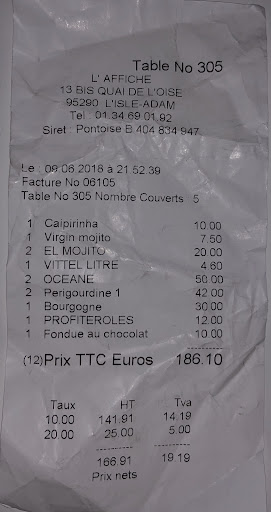 Table No 305
L' AFFICHE
13 BIS QUAI DE L'OISE
95290 L'ISLE-ADAM
Tel : 01.34.69.01.92
Siret : Pontoise B 404 834 947
Le : 09.06.2018 à 21:52:39
Facture No 06105
Table No 305 Nombre Couverts 5
1 Caipirinha 10.00
1 Virgin mojito 7.50
2 EL MOJITO 20.00
1 VITTEL LITRE 4.60
2 OCEANE 50.00
2 Perigourdine 1 42.00
1 Bourgogne 30.00
1 PROFITEROLES 12.00
1 Fondue au chocolat 10.00
(12) Prix TTC Euros 186.10
Taux HT Tva
10.00 141.91 14.19
20.00 25.00 5.00
166.91 19.19
Prix nets